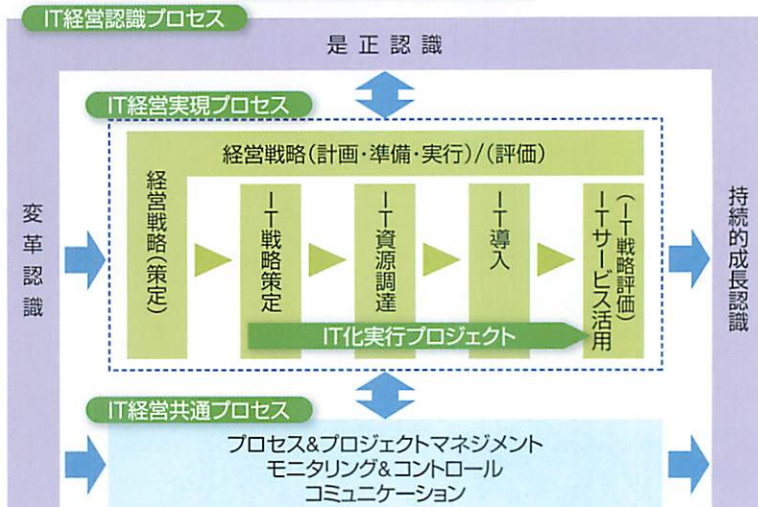 IT経営認識プロセス
是正認識
IT経営実現プロセス
経営戦略(計画・準備・実行)/(評価)
変革認識
経営戦略(策定)
IT戦略策定
IT資源調達
IT導入
(IT戦略評価)
ITサービス活用
持続的成長認識
IT化実行プロジェクト
IT経営共通プロセス
プロセス&プロジェクトマネジメント
モニタリング&コントロール
コミュニケーション